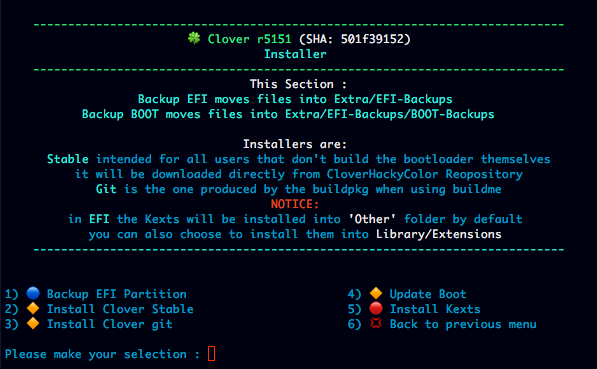 🍀 Clover r5151 (SHA: 501f39152)
Installer
This Section :
Backup EFI moves files into Extra/EFI-Backups
Backup BOOT moves files into Extra/EFI-Backups/BOOT-Backups
Installers are:
Stable intended for all users that don't build the bootloader themselves
it will be downloaded directly from CloverHackyColor Reopository
Git is the one produced by the buildpkg when using buildme
NOTICE:
in EFI the Kexts will be installed into 'Other' folder by default
you can also choose to install them into Library/Extensions
1) 🔵 Backup EFI Partition
2) 🔶 Install Clover Stable
3) 🔶 Install Clover git
4) 🔶 Update Boot
5) 🔴 Install Kexts
6) 💢 Back to previous menu
Please make your selection :